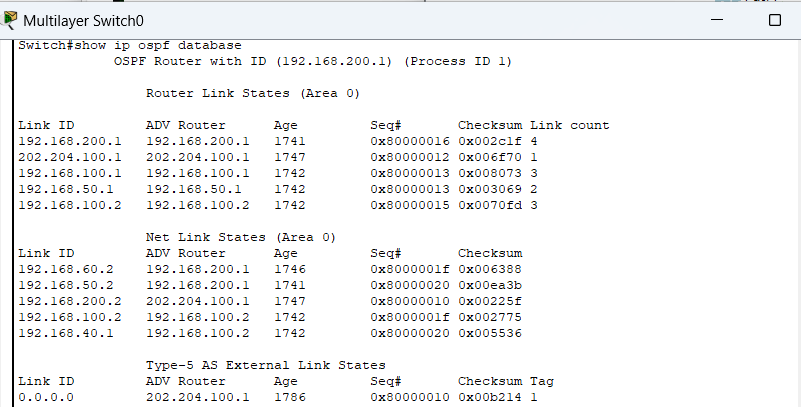 Multilayer Switch0
Switch#show ip ospf database
OSPF Router with ID (192.168.200.1) (Process ID 1)
Router Link States (Area 0)
Link ID ADV Router Age Seq# Checksum Link count
192.168.200.1 192.168.200.1 1741 0x80000016 0x002c1f 4
202.204.100.1 202.204.100.1 1747 0x80000012 0x006f70 1
192.168.100.1 192.168.100.1 1742 0x80000013 0x008073 3
192.168.50.1 192.168.50.1 1742 0x80000013 0x003069 2
192.168.100.2 192.168.100.2 1742 0x80000015 0x0070fd 3
Net Link States (Area 0)
Link ID ADV Router Age Seq# Checksum
192.168.60.2 192.168.200.1 1746 0x8000001f 0x006388
192.168.50.2 192.168.200.1 1741 0x80000020 0x00ea3b
192.168.200.2 202.204.100.1 1747 0x80000010 0x00225f
192.168.100.2 192.168.100.2 1742 0x8000001f 0x002775
192.168.40.1 192.168.100.2 1742 0x80000020 0x005536
Type-5 AS External Link States
Link ID ADV Router Age Seq# Checksum Tag
0.0.0.0 202.204.100.1 1786 0x80000010 0x00b214 1